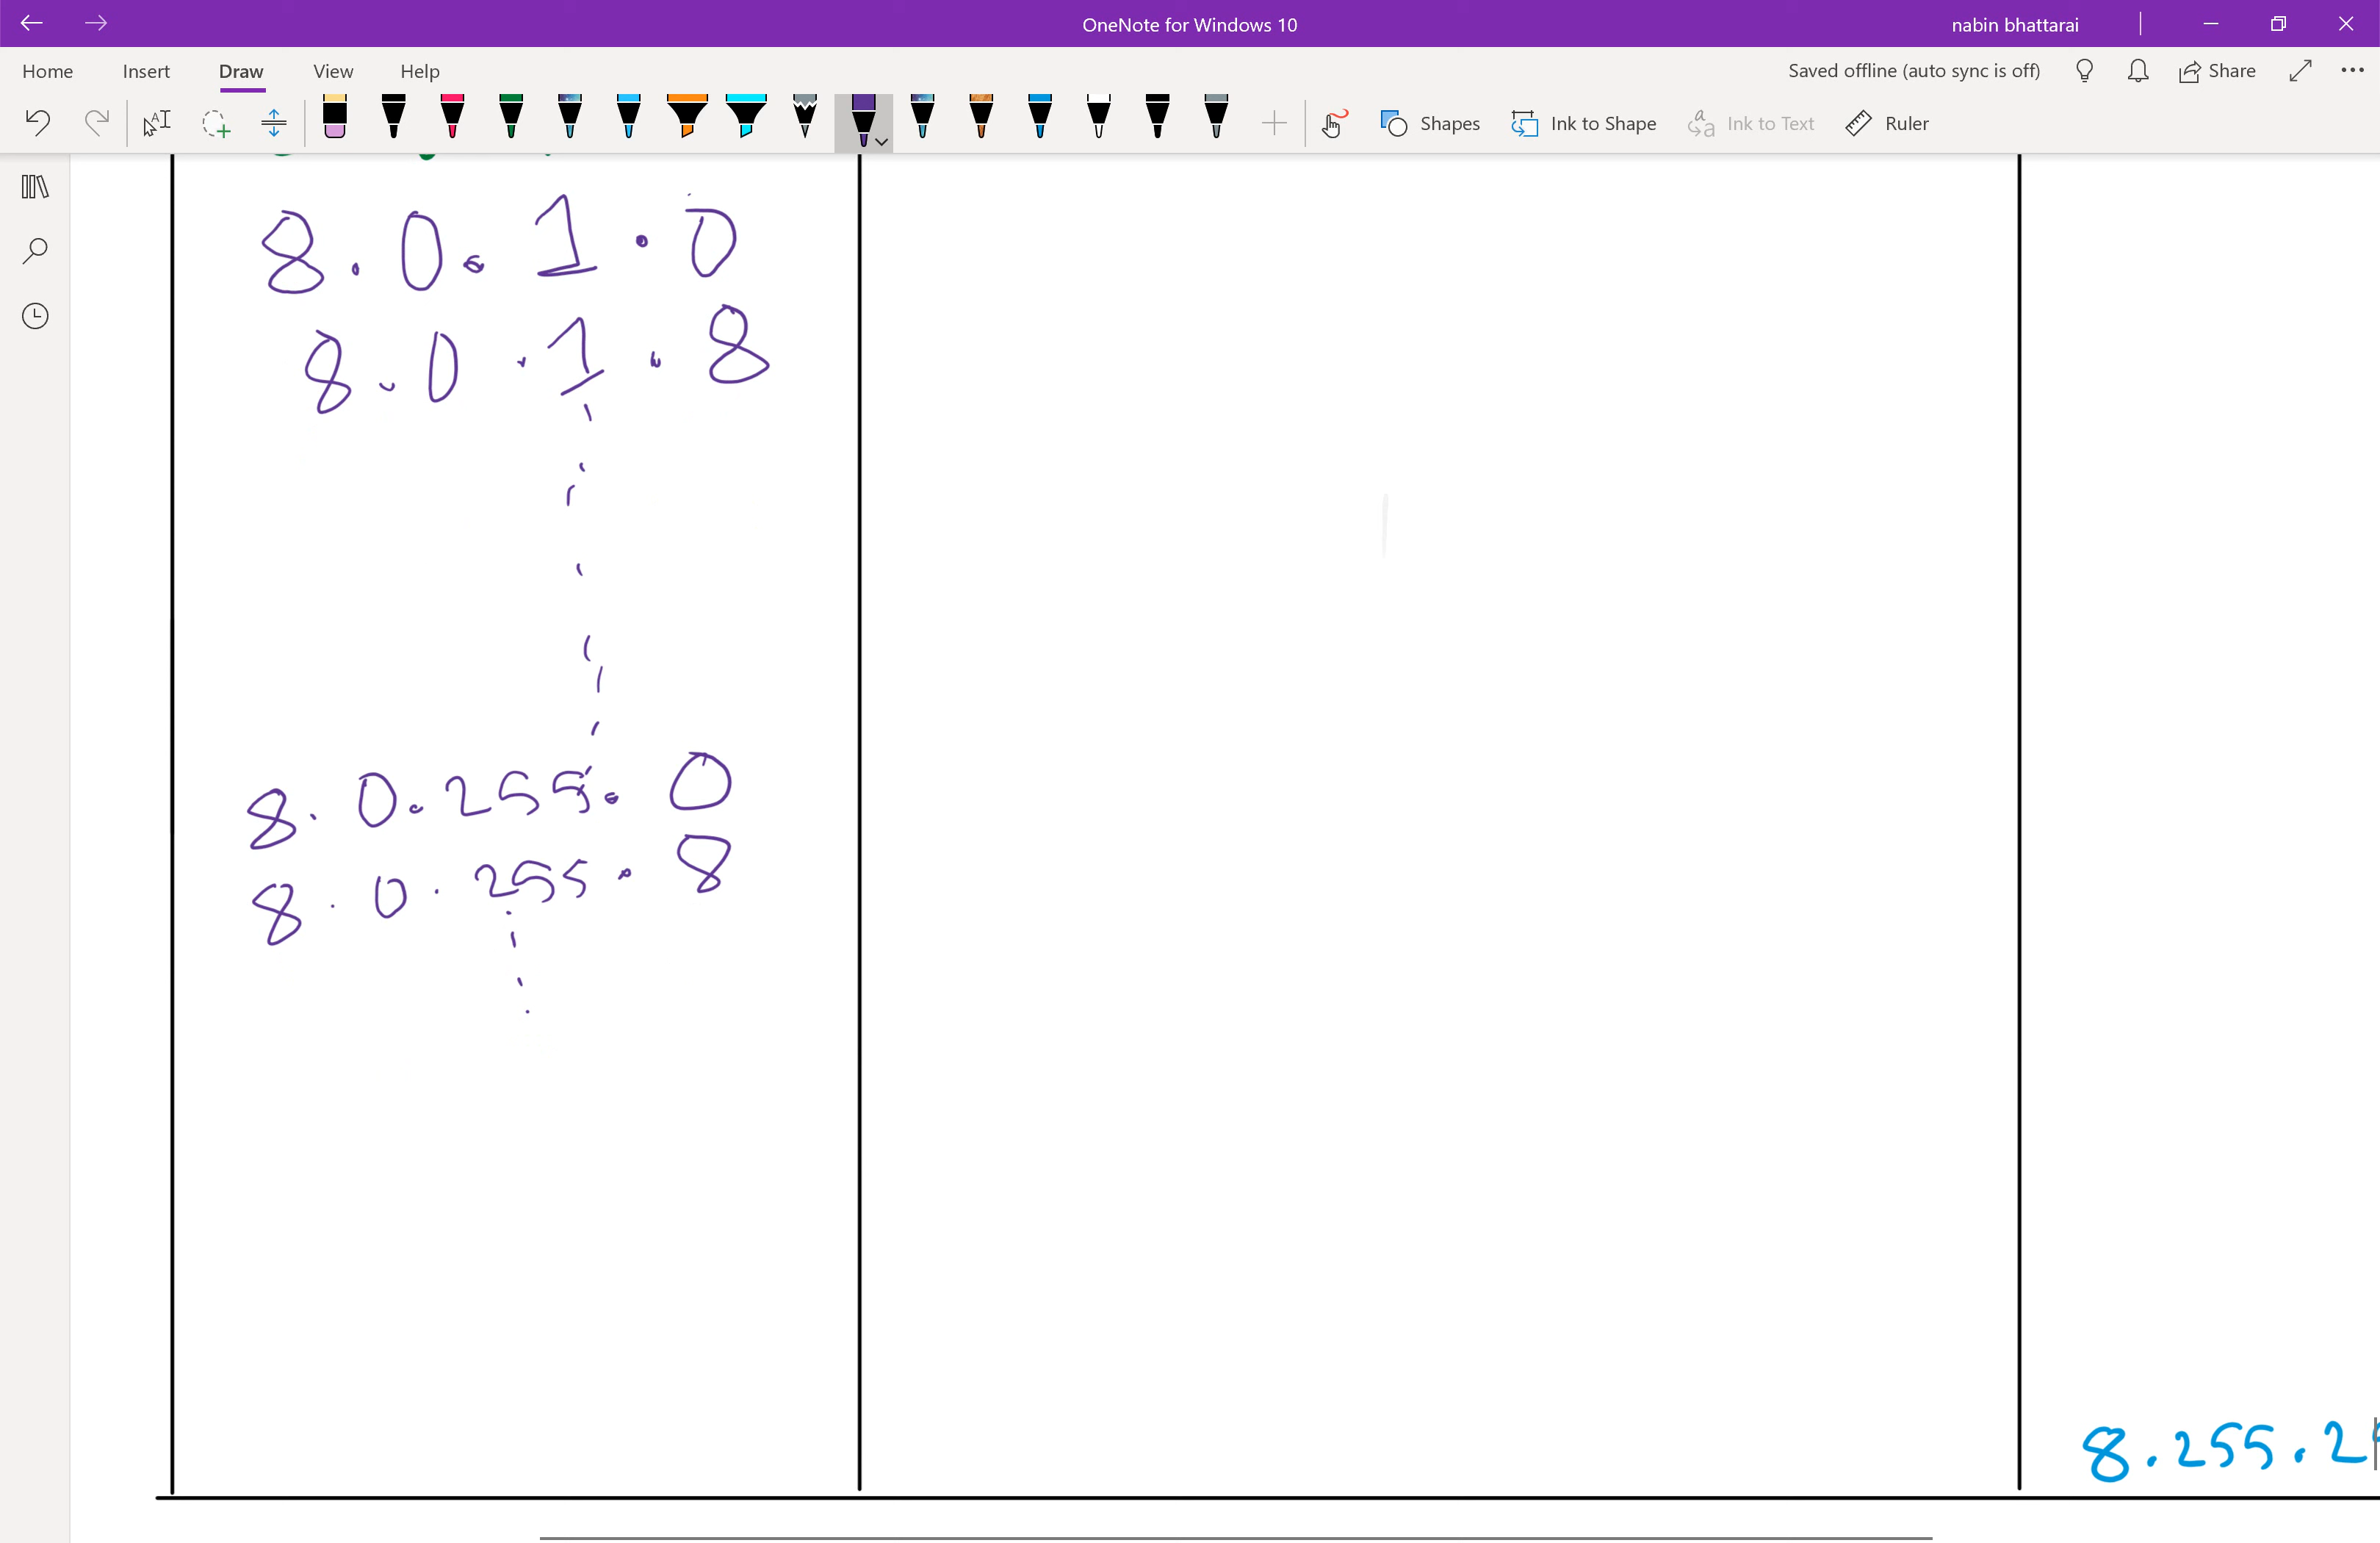 OneNote for Windows 10
nabin bhattarai
Home Insert Draw View Help
Saved offline (auto sync is off)
Share
Shapes
Ink to Shape
Ink to Text
Ruler
8.0.1.0
8.0.1.8
8.0.255.0
8.0.255.8
8.255.2